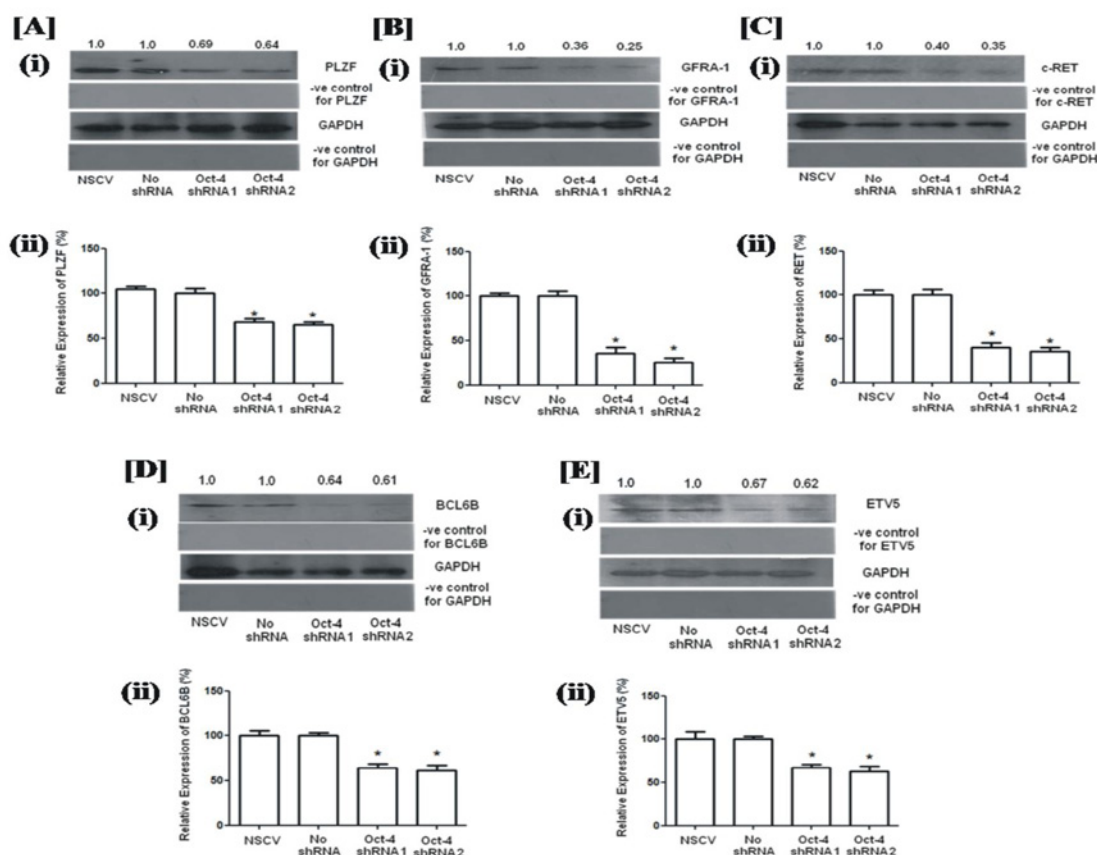 [A]
1.0 1.0 0.69 0.64
(i)
PLZF
-ve control
for PLZF
GAPDH
-ve control
for GAPDH
NSCV
No
shRNA
Oct-4
shRNA1
Oct-4
shRNA2
(ii)
Relative Expression of PLZF (%)
150
100
50
0
NSCV
No
shRNA
Oct-4
shRNA1
Oct-4
shRNA2
*
*
[B]
1.0 1.0 0.36 0.25
(i)
GFRA-1
-ve control
for GFRA-1
GAPDH
-ve control
for GAPDH
NSCV
No
shRNA
Oct-4
shRNA1
Oct-4
shRNA2
(ii)
Relative Expression of GFRA-1 (%)
150
100
50
0
NSCV
No
shRNA
Oct-4
shRNA1
Oct-4
shRNA2
*
*
[C]
1.0 1.0 0.40 0.35
(i)
c-RET
-ve control
for c-RET
GAPDH
-ve control
for GAPDH
NSCV
No
shRNA
Oct-4
shRNA1
Oct-4
shRNA2
(ii)
Relative Expression of RET (%)
150
100
50
0
NSCV
No
shRNA
Oct-4
shRNA1
Oct-4
shRNA2
*
*
[D]
1.0 1.0 0.64 0.61
(i)
BCL6B
-ve control
for BCL6B
GAPDH
-ve control
for GAPDH
NSCV
No
shRNA
Oct-4
shRNA1
Oct-4
shRNA2
(ii)
Relative Expression of BCL6B (%)
150
100
50
0
NSCV
No
shRNA
Oct-4
shRNA1
Oct-4
shRNA2
*
*
[E]
1.0 1.0 0.67 0.62
(i)
ETV5
-ve control
for ETV5
GAPDH
-ve control
for GAPDH
NSCV
No
shRNA
Oct-4
shRNA1
Oct-4
shRNA2
(ii)
Relative Expression of ETV5 (%)
150
100
50
0
NSCV
No
shRNA
Oct-4
shRNA1
Oct-4
shRNA2
*
*